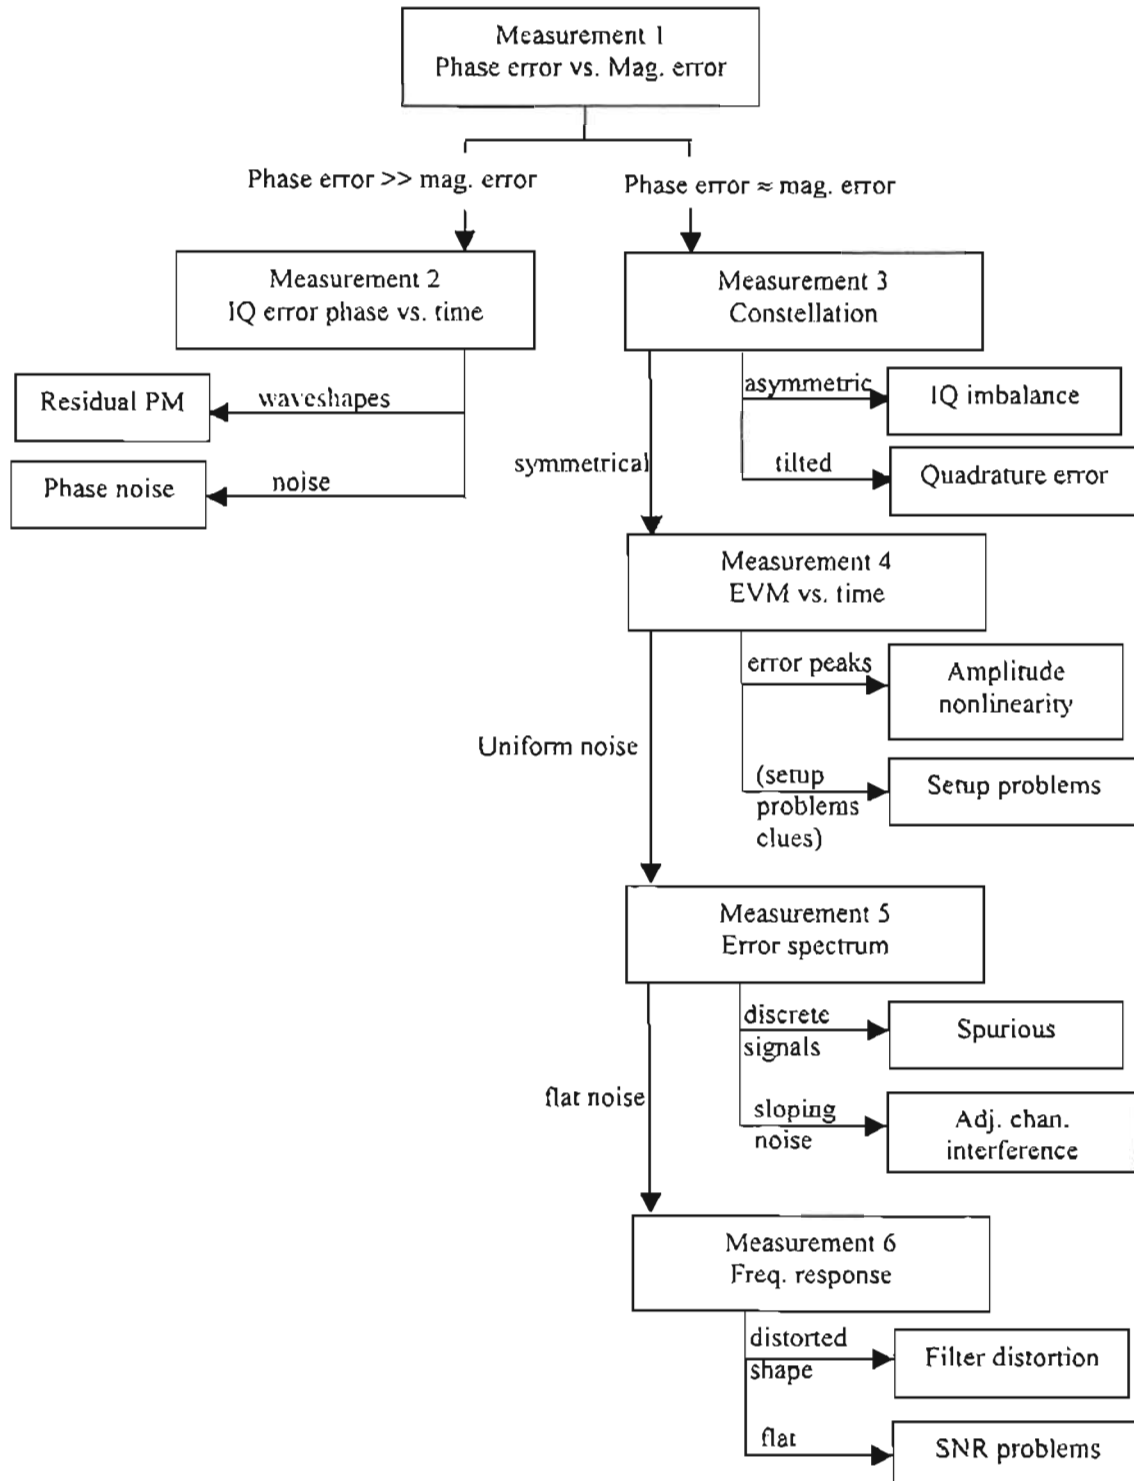 Measurement 1
Phase error vs. Mag. error
Phase error >> mag. error
Phase error ≈ mag. error
Measurement 2
IQ error phase vs. time
Measurement 3
Constellation
Residual PM
waveshapes
asymmetric
IQ imbalance
symmetrical
tilted
Quadrature error
Phase noise
noise
Measurement 4
EVM vs. time
error peaks
Amplitude
nonlinearity
Uniform noise
(setup
problems
clues)
Setup problems
Measurement 5
Error spectrum
discrete
signals
Spurious
flat noise
sloping
noise
Adj. chan.
interference
Measurement 6
Freq. response
distorted
shape
Filter distortion
flat
SNR problems